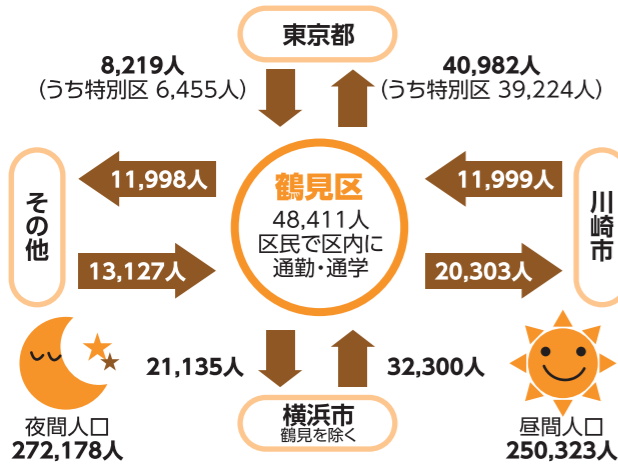 東京都
8,219人
(うち特別区 6,455人)
40,982人
(うち特別区 39,224人)
その他
11,998人
13,127人
鶴見区
48,411人
区民で区内に
通勤・通学
11,999人
20,303人
川崎市
21,135人
32,300人
横浜市
鶴見を除く
夜間人口
272,178人
昼間人口
250,323人